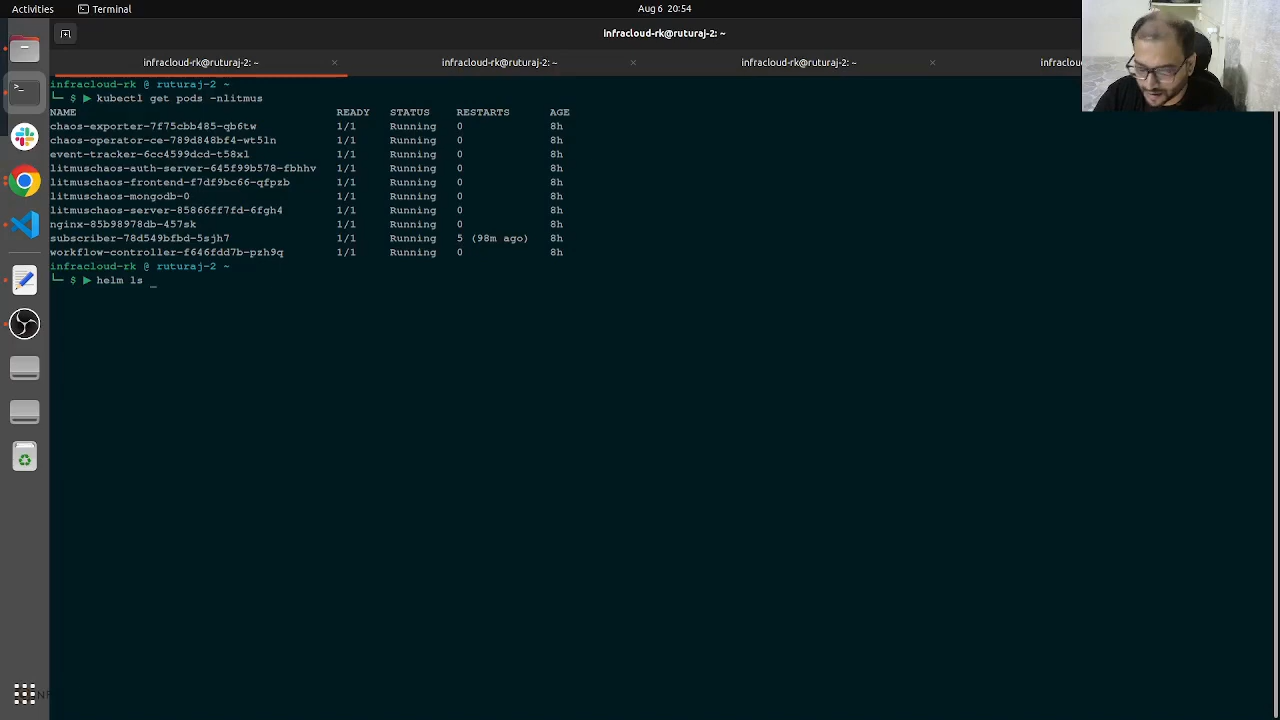 Activities Terminal Aug 6 20:54
infracloud-rk@ruturaj-2: ~
infracloud-rk@ruturaj-2: ~ × infracloud-rk@ruturaj-2: ~ × infracloud-rk@ruturaj-2: ~ × infraclou
infracloud-rk @ ruturaj-2 ~
└─ $ ▶ kubectl get pods -nlitmus
NAME READY STATUS RESTARTS AGE
chaos-exporter-7f75cbb485-qb6tw 1/1 Running 0 8h
chaos-operator-ce-789d848bf4-wt5ln 1/1 Running 0 8h
event-tracker-6cc4599dcd-t58xl 1/1 Running 0 8h
litmuschaos-auth-server-645f99b578-fbhhv 1/1 Running 0 8h
litmuschaos-frontend-f7df9bc66-qfpzb 1/1 Running 0 8h
litmuschaos-mongodb-0 1/1 Running 0 8h
litmuschaos-server-85866ff7fd-6fgh4 1/1 Running 0 8h
nginx-85b98978db-457sk 1/1 Running 0 8h
subscriber-78d549bfbd-5sjh7 1/1 Running 5 (98m ago) 8h
workflow-controller-f646fdd7b-pzh9q 1/1 Running 0 8h
infracloud-rk @ ruturaj-2 ~
└─ $ ▶ helm ls _